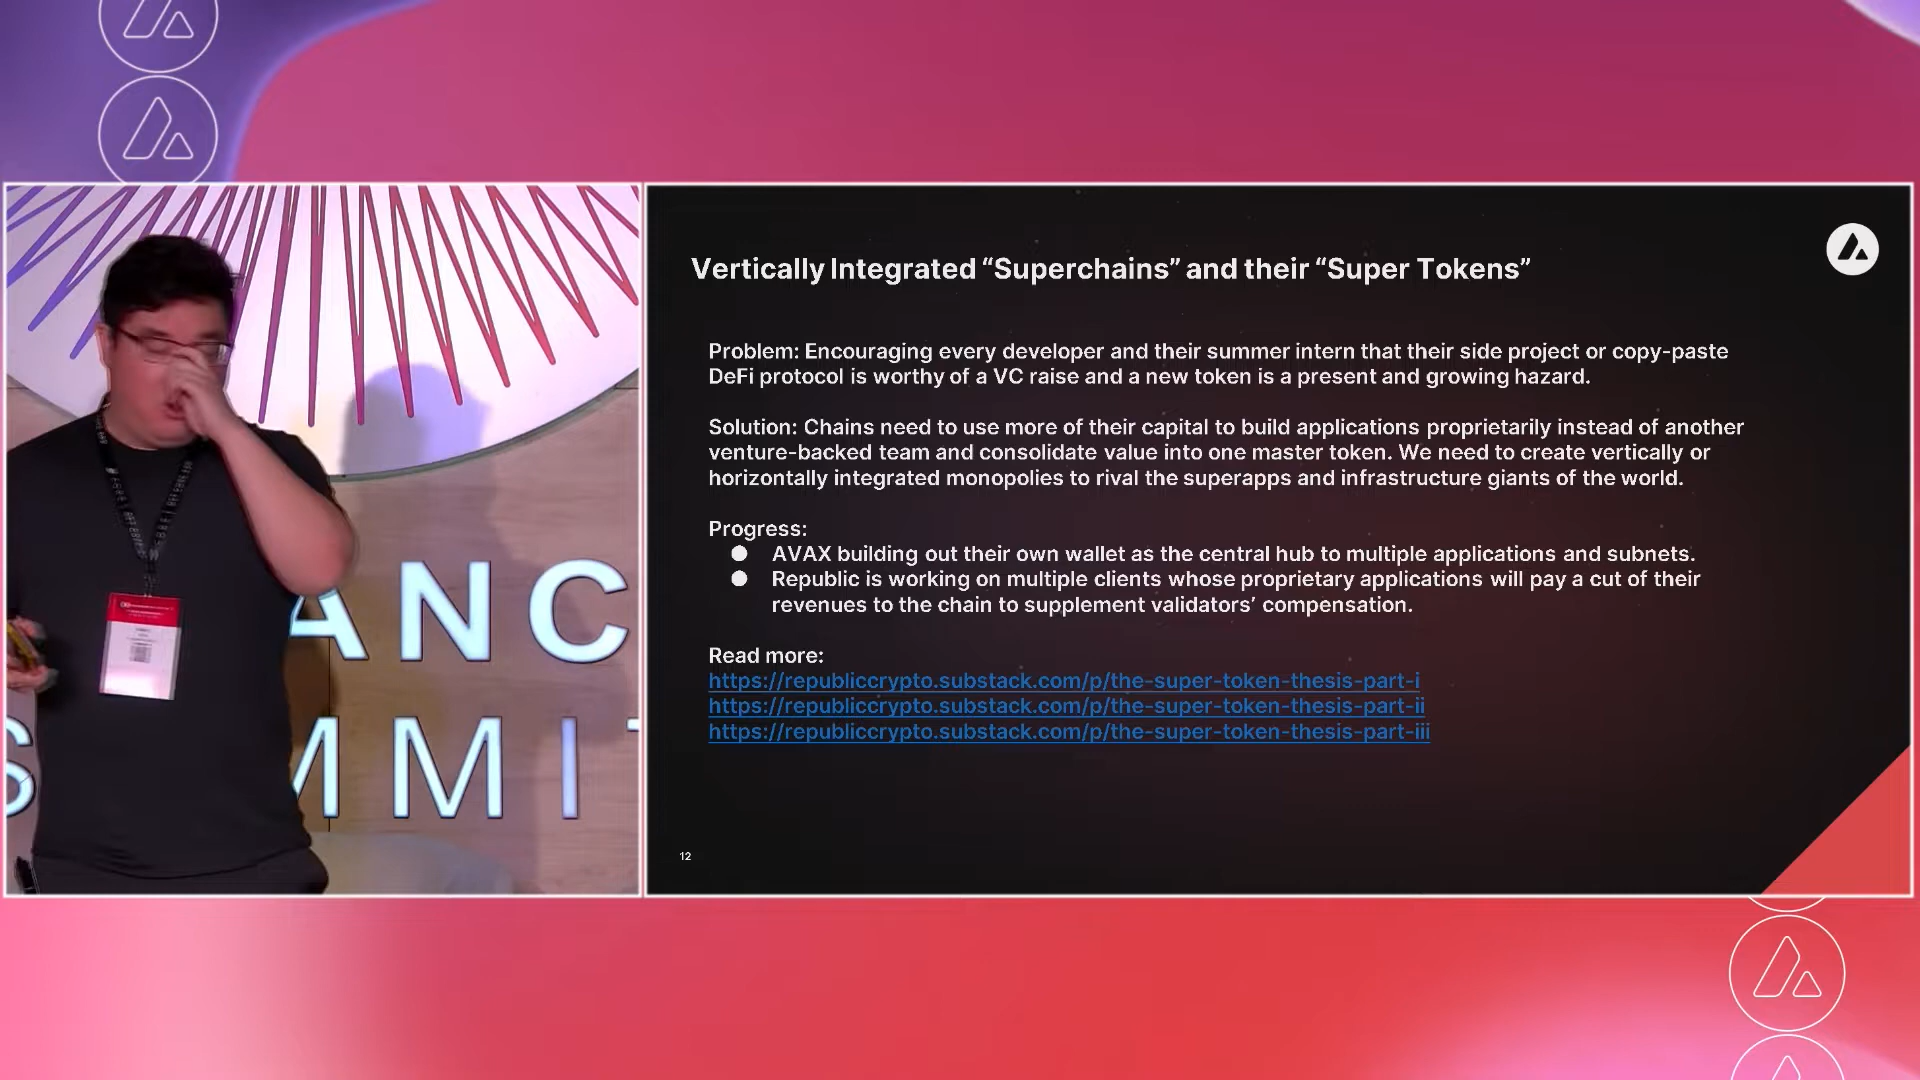 Vertically Integrated “Superchains” and their “Super Tokens”
Problem: Encouraging every developer and their summer intern that their side project or copy-paste
DeFi protocol is worthy of a VC raise and a new token is a present and growing hazard.
Solution: Chains need to use more of their capital to build applications proprietarily instead of another
venture-backed team and consolidate value into one master token. We need to create vertically or
horizontally integrated monopolies to rival the superapps and infrastructure giants of the world.
Progress:
● AVAX building out their own wallet as the central hub to multiple applications and subnets.
● Republic is working on multiple clients whose proprietary applications will pay a cut of their
revenues to the chain to supplement validators’ compensation.
Read more:
https://republiccrypto.substack.com/p/the-super-token-thesis-part-i
https://republiccrypto.substack.com/p/the-super-token-thesis-part-ii
https://republiccrypto.substack.com/p/the-super-token-thesis-part-iii
12
ANC
S MMIT